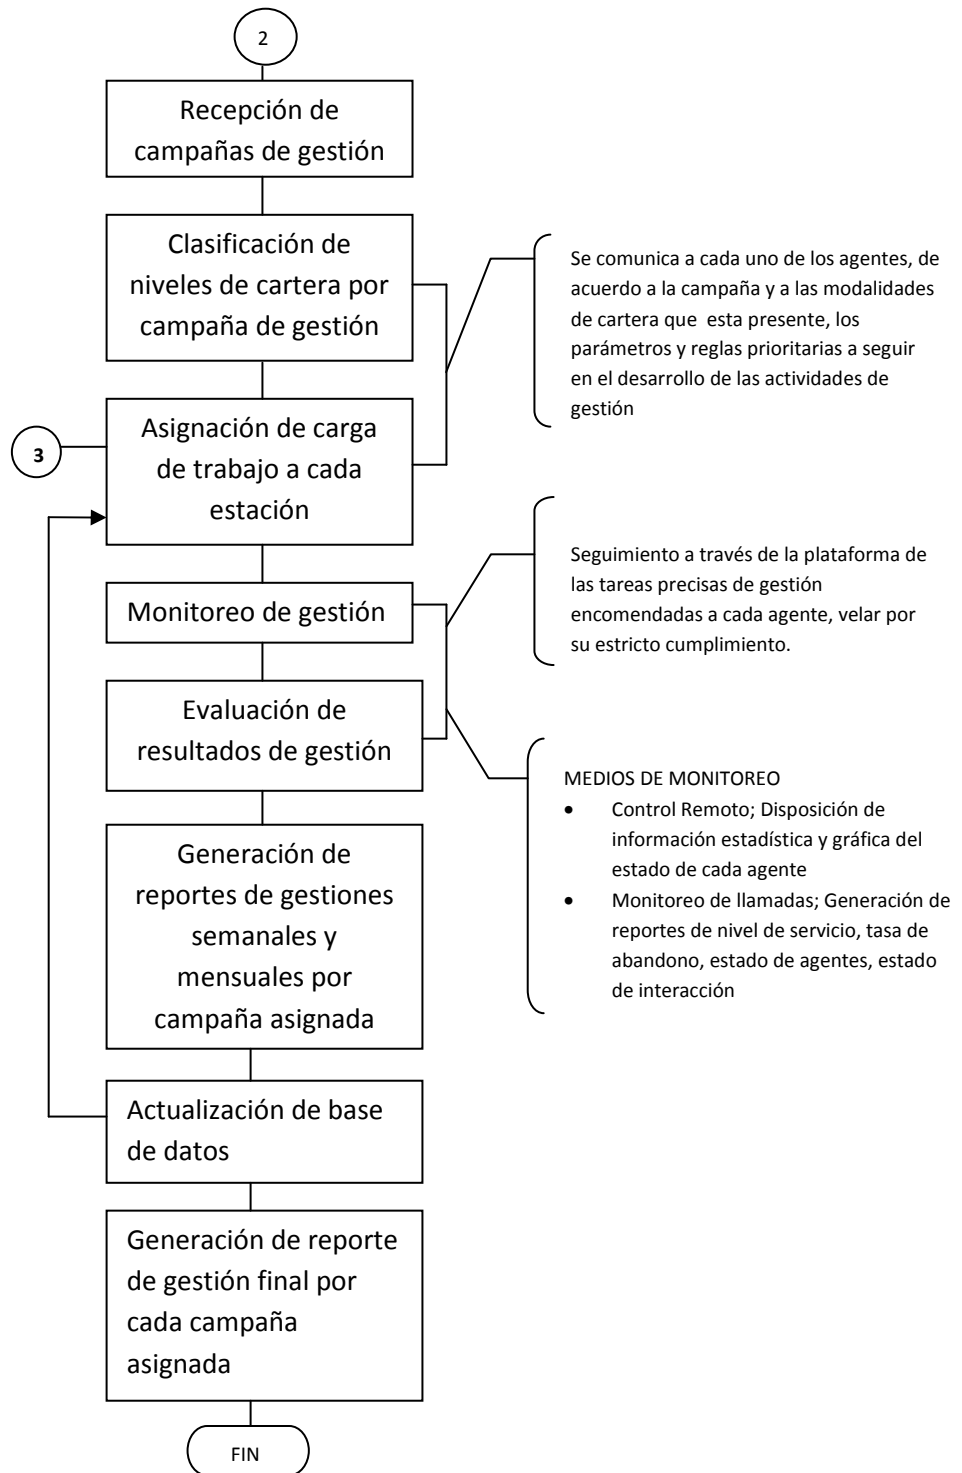 2
Recepción de
campañas de gestión
Clasificación de
niveles de cartera por
campaña de gestión
Se comunica a cada uno de los agentes, de
acuerdo a la campaña y a las modalidades
de cartera que esta presente, los
parámetros y reglas prioritarias a seguir
en el desarrollo de las actividades de
gestión
3
Asignación de carga
de trabajo a cada
estación
Monitoreo de gestión
Seguimiento a través de la plataforma de
las tareas precisas de gestión
encomendadas a cada agente, velar por
su estricto cumplimiento.
Evaluación de
resultados de gestión
MEDIOS DE MONITOREO
• Control Remoto; Disposición de
información estadística y gráfica del
estado de cada agente
• Monitoreo de llamadas; Generación de
reportes de nivel de servicio, tasa de
abandono, estado de agentes, estado
de interacción
Generación de
reportes de gestiones
semanales y
mensuales por
campaña asignada
Actualización de base
de datos
Generación de reporte
de gestión final por
cada campaña
asignada
FIN